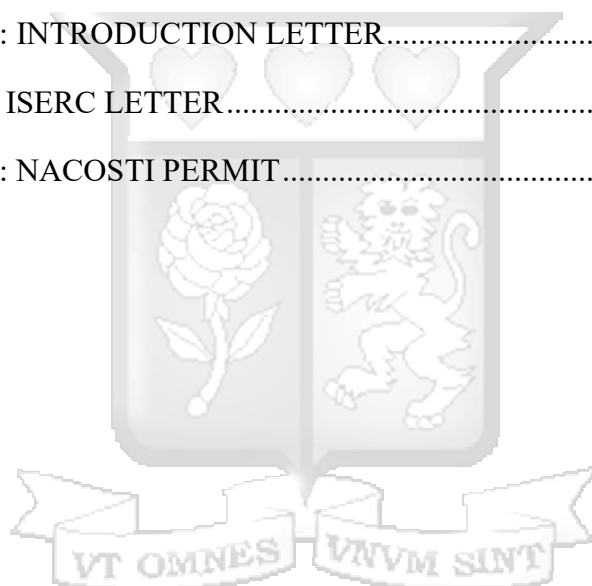 : INTRODUCTION LETTER........................
ISERC LETTER............................................
: NACOSTI PERMIT....................................
VT OMNES VNVM SINT